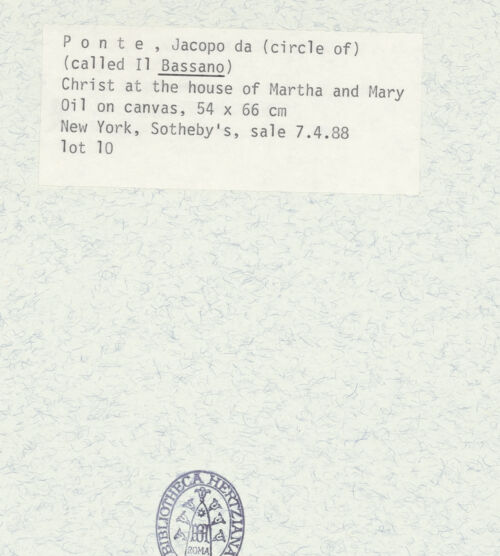 P o n t e , Jacopo da (circle of)
(called Il Bassano)
Christ at the house of Martha and Mary
Oil on canvas, 54 x 66 cm
New York, Sotheby's, sale 7.4.88
lot 10
BIBLIOTHECA HERTZIANA
ROMA